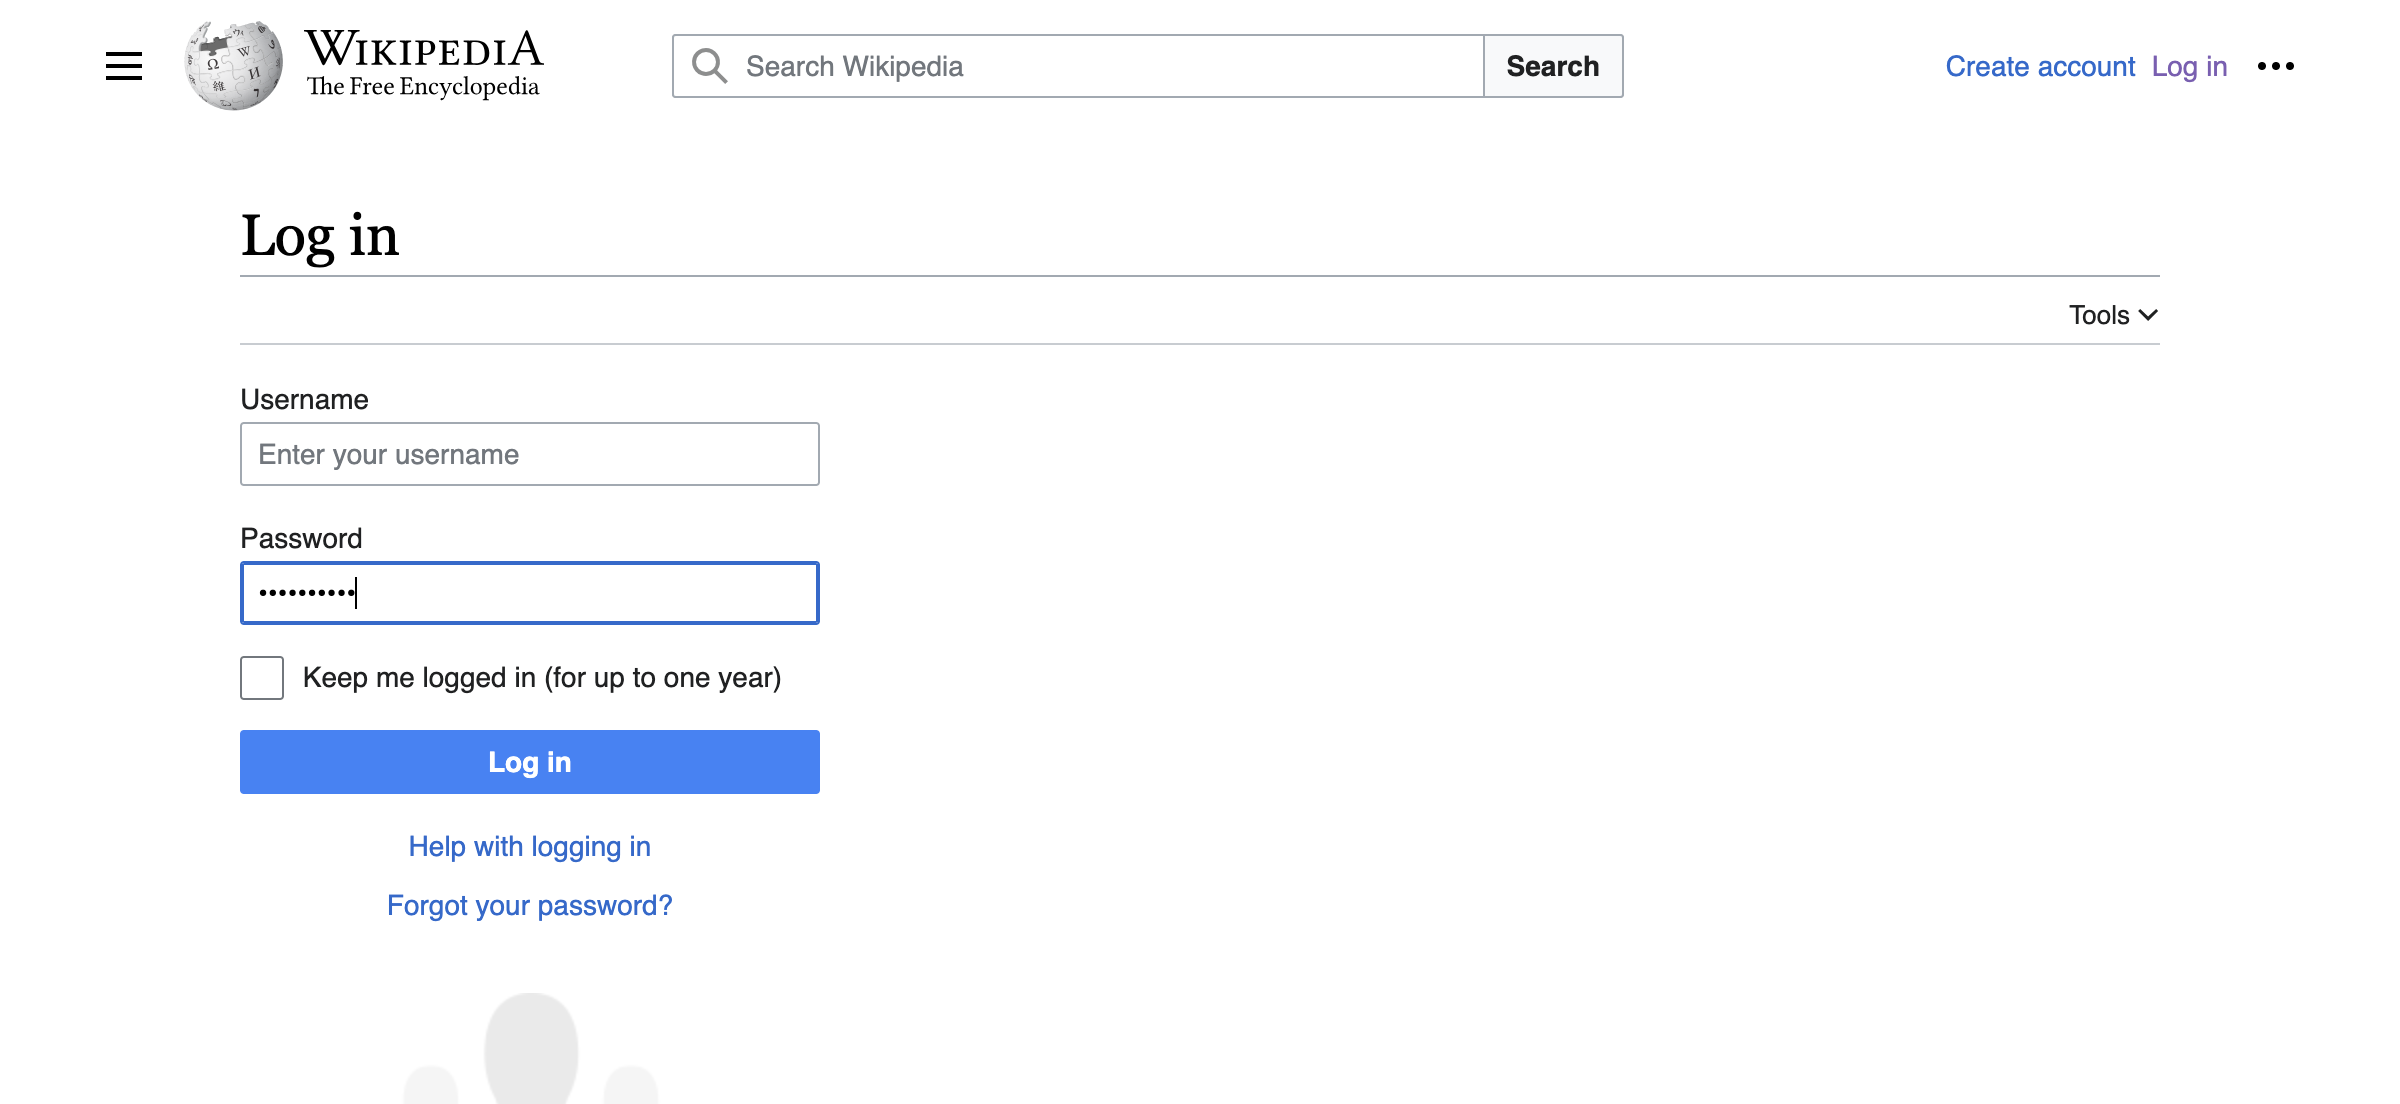 WIKIPEDIA
The Free Encyclopedia
Search Wikipedia
Search
Create account Log in
Log in
Tools
Username
Enter your username
Password
••••••••••
Keep me logged in (for up to one year)
Log in
Help with logging in
Forgot your password?